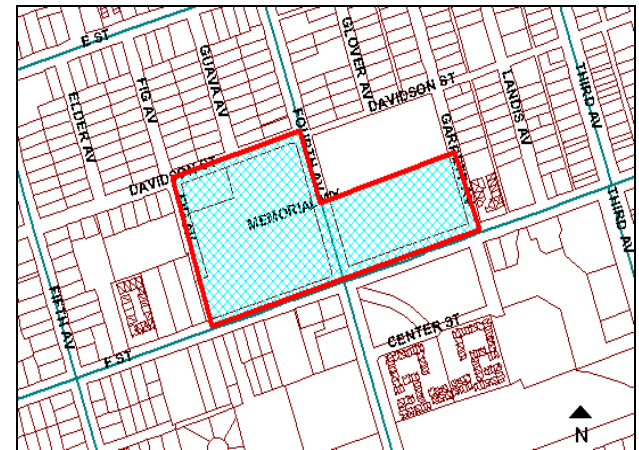 E ST
GLOVER AV
GUAVA AV
FIG AV
ELDER AV
THIRD AV
LANDIS AV
DAVIDSON ST
FOURTH AV
DAVIDSON ST
MEMORIAL
THIRD AV
FIFTH AV
CENTER ST
F ST
N